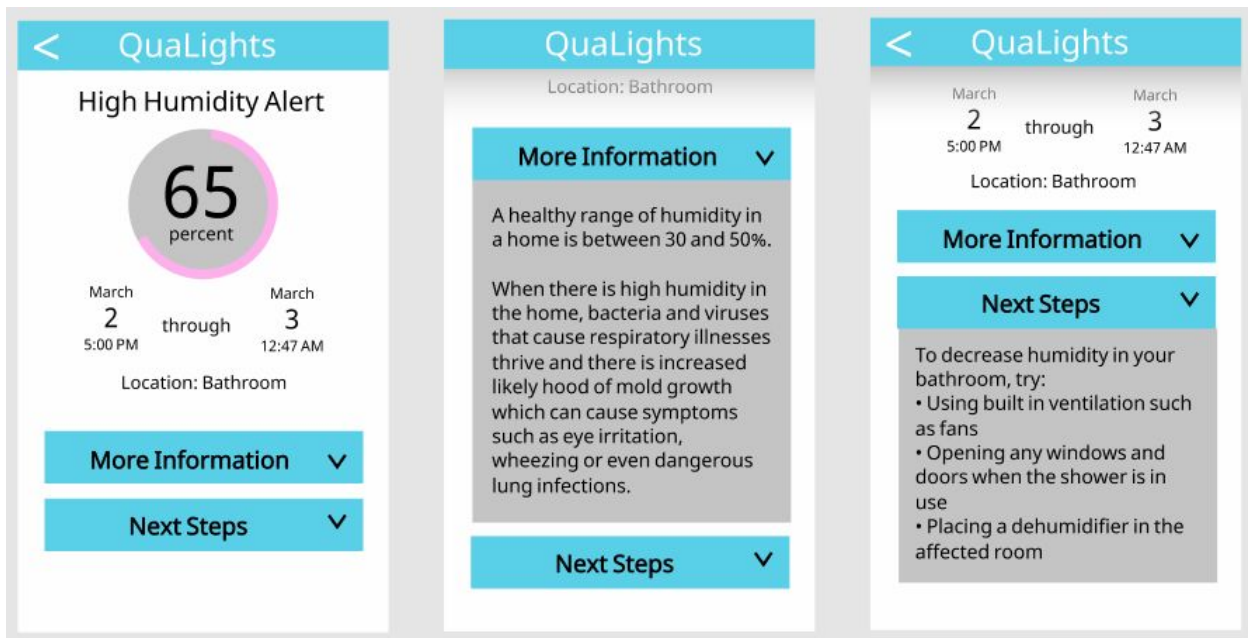 < QuaLights
High Humidity Alert
65
percent
March
2
5:00 PM
through
March
3
12:47 AM
Location: Bathroom
More Information
Next Steps
QuaLights
Location: Bathroom
More Information
A healthy range of humidity in
a home is between 30 and 50%.
When there is high humidity in
the home, bacteria and viruses
that cause respiratory illnesses
thrive and there is increased
likely hood of mold growth
which can cause symptoms
such as eye irritation,
wheezing or even dangerous
lung infections.
Next Steps
< QuaLights
March
2
5:00 PM
through
March
3
12:47 AM
Location: Bathroom
More Information
Next Steps
To decrease humidity in your
bathroom, try:
• Using built in ventilation such
as fans
• Opening any windows and
doors when the shower is in
use
• Placing a dehumidifier in the
affected room